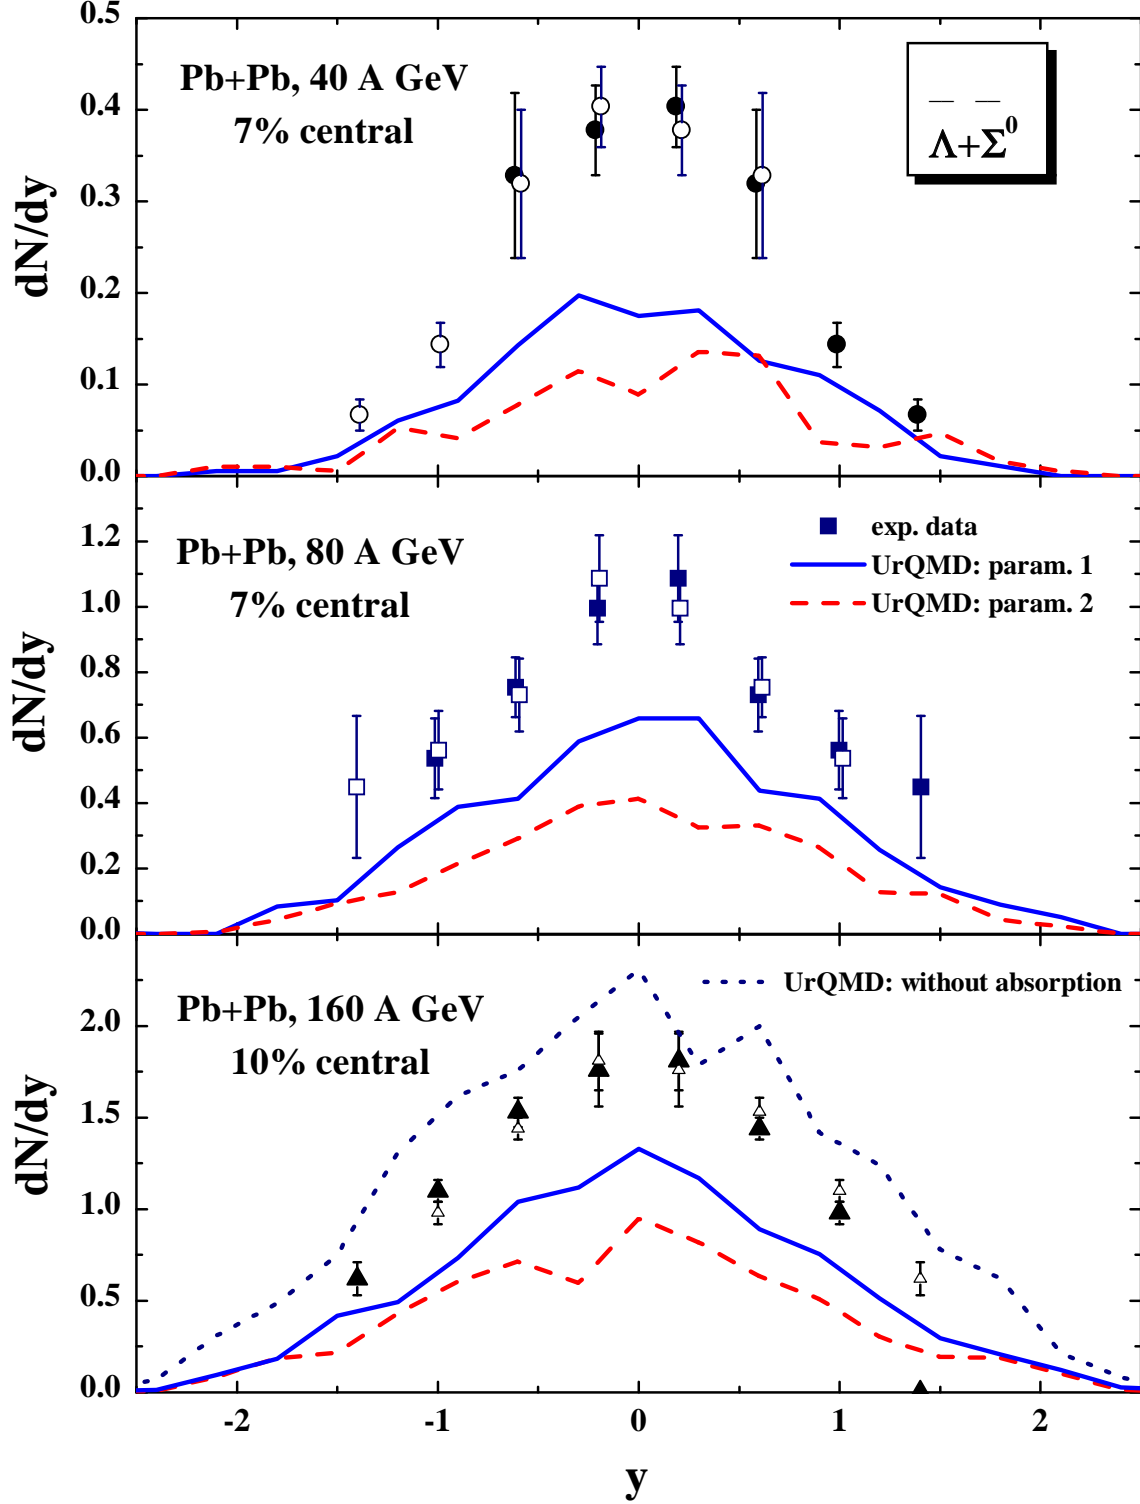 0.5
Pb+Pb, 40 A GeV
7% central
0.4
0.3
0.2
0.1
0.0
dN/dy
Λ̅+Σ̅⁰
Pb+Pb, 80 A GeV
7% central
exp. data
UrQMD: param. 1
UrQMD: param. 2
1.2
1.0
0.8
0.6
0.4
0.2
0.0
dN/dy
Pb+Pb, 160 A GeV
10% central
UrQMD: without absorption
2.0
1.5
1.0
0.5
0.0
dN/dy
-2 -1 0 1 2
y